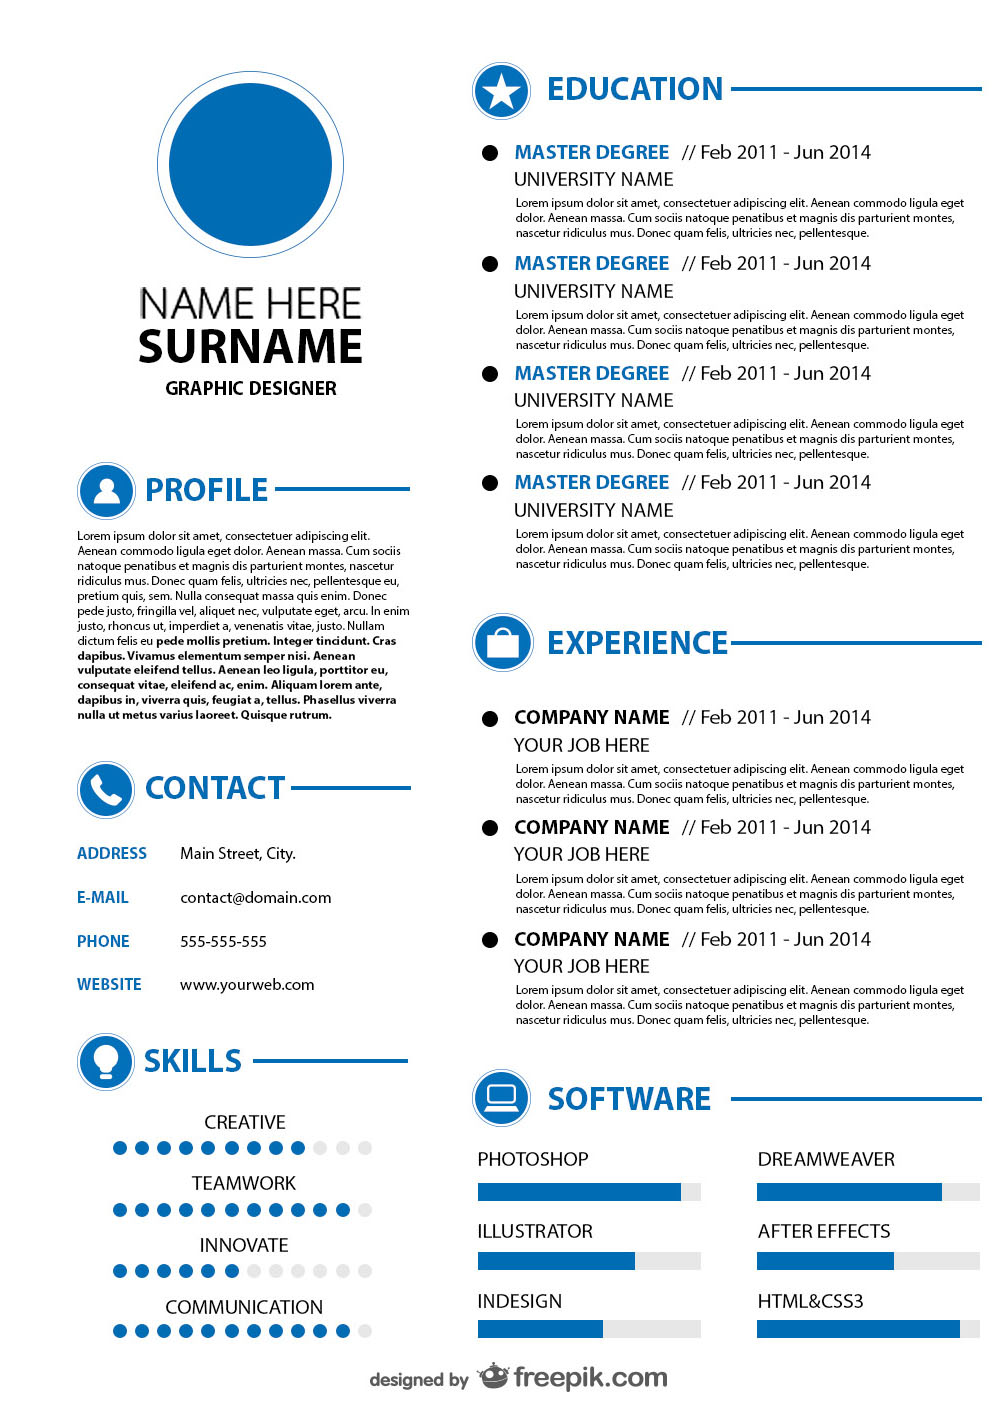 NAME HERE
SURNAME
GRAPHIC DESIGNER
PROFILE
Lorem ipsum dolor sit amet, consectetuer adipiscing elit.
Aenean commodo ligula eget dolor. Aenean massa. Cum sociis
natoque penatibus et magnis dis parturient montes, nascetur
ridiculus mus. Donec quam felis, ultricies nec, pellentesque eu,
pretium quis, sem. Nulla consequat massa quis enim. Donec
pede justo, fringilla vel, aliquet nec, vulputate eget, arcu. In enim
justo, rhoncus ut, imperdiet a, venenatis vitae, justo. Nullam
dictum felis eu pede mollis pretium. Integer tincidunt. Cras
dapibus. Vivamus elementum semper nisi. Aenean
vulputate eleifend tellus. Aenean leo ligula, porttitor eu,
consequat vitae, eleifend ac, enim. Aliquam lorem ante,
dapibus in, viverra quis, feugiat a, tellus. Phasellus viverra
nulla ut metus varius laoreet. Quisque rutrum.
CONTACT
ADDRESS Main Street, City.
E-MAIL contact@domain.com
PHONE 555-555-555
WEBSITE www.yourweb.com
SKILLS
CREATIVE
TEAMWORK
INNOVATE
COMMUNICATION
EDUCATION
MASTER DEGREE // Feb 2011 - Jun 2014
UNIVERSITY NAME
Lorem ipsum dolor sit amet, consectetuer adipiscing elit. Aenean commodo ligula eget
dolor. Aenean massa. Cum sociis natoque penatibus et magnis dis parturient montes,
nascetur ridiculus mus. Donec quam felis, ultricies nec, pellentesque.
MASTER DEGREE // Feb 2011 - Jun 2014
UNIVERSITY NAME
Lorem ipsum dolor sit amet, consectetuer adipiscing elit. Aenean commodo ligula eget
dolor. Aenean massa. Cum sociis natoque penatibus et magnis dis parturient montes,
nascetur ridiculus mus. Donec quam felis, ultricies nec, pellentesque.
MASTER DEGREE // Feb 2011 - Jun 2014
UNIVERSITY NAME
Lorem ipsum dolor sit amet, consectetuer adipiscing elit. Aenean commodo ligula eget
dolor. Aenean massa. Cum sociis natoque penatibus et magnis dis parturient montes,
nascetur ridiculus mus. Donec quam felis, ultricies nec, pellentesque.
MASTER DEGREE // Feb 2011 - Jun 2014
UNIVERSITY NAME
Lorem ipsum dolor sit amet, consectetuer adipiscing elit. Aenean commodo ligula eget
dolor. Aenean massa. Cum sociis natoque penatibus et magnis dis parturient montes,
nascetur ridiculus mus. Donec quam felis, ultricies nec, pellentesque.
EXPERIENCE
COMPANY NAME // Feb 2011 - Jun 2014
YOUR JOB HERE
Lorem ipsum dolor sit amet, consectetuer adipiscing elit. Aenean commodo ligula eget
dolor. Aenean massa. Cum sociis natoque penatibus et magnis dis parturient montes,
nascetur ridiculus mus. Donec quam felis, ultricies nec, pellentesque.
COMPANY NAME // Feb 2011 - Jun 2014
YOUR JOB HERE
Lorem ipsum dolor sit amet, consectetuer adipiscing elit. Aenean commodo ligula eget
dolor. Aenean massa. Cum sociis natoque penatibus et magnis dis parturient montes,
nascetur ridiculus mus. Donec quam felis, ultricies nec, pellentesque.
COMPANY NAME // Feb 2011 - Jun 2014
YOUR JOB HERE
Lorem ipsum dolor sit amet, consectetuer adipiscing elit. Aenean commodo ligula eget
dolor. Aenean massa. Cum sociis natoque penatibus et magnis dis parturient montes,
nascetur ridiculus mus. Donec quam felis, ultricies nec, pellentesque.
SOFTWARE
PHOTOSHOP DREAMWEAVER
ILLUSTRATOR AFTER EFFECTS
INDESIGN HTML&CSS3
designed by freepik.com